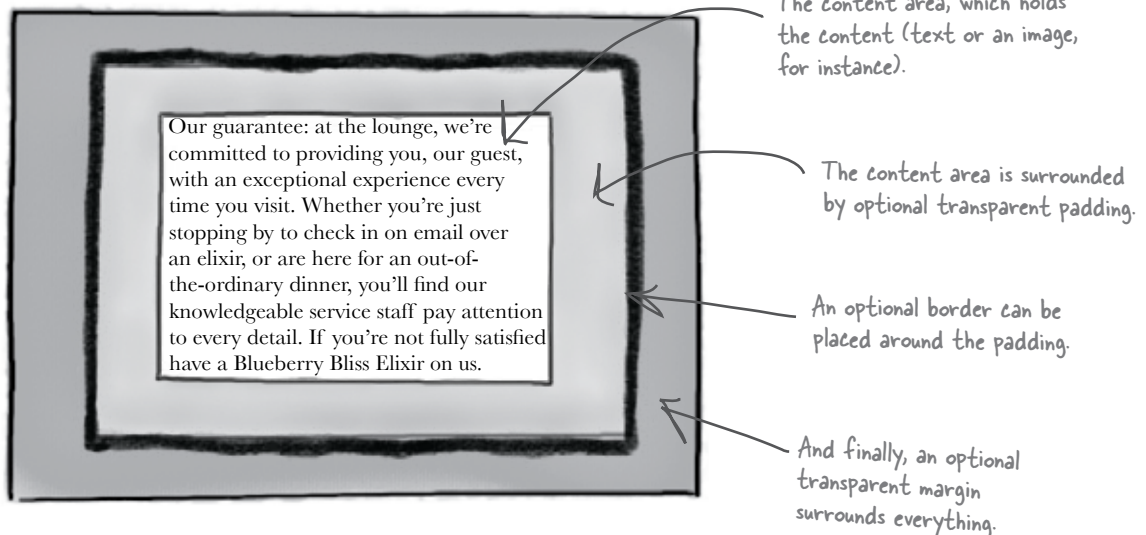 The content area, which holds
the content (text or an image,
for instance).
Our guarantee: at the lounge, we’re
committed to providing you, our guest,
with an exceptional experience every
time you visit. Whether you’re just
stopping by to check in on email over
an elixir, or are here for an out-of-
the-ordinary dinner, you’ll find our
knowledgeable service staff pay attention
to every detail. If you’re not fully satisfied
have a Blueberry Bliss Elixir on us.
The content area is surrounded
by optional transparent padding.
An optional border can be
placed around the padding.
And finally, an optional
transparent margin
surrounds everything.